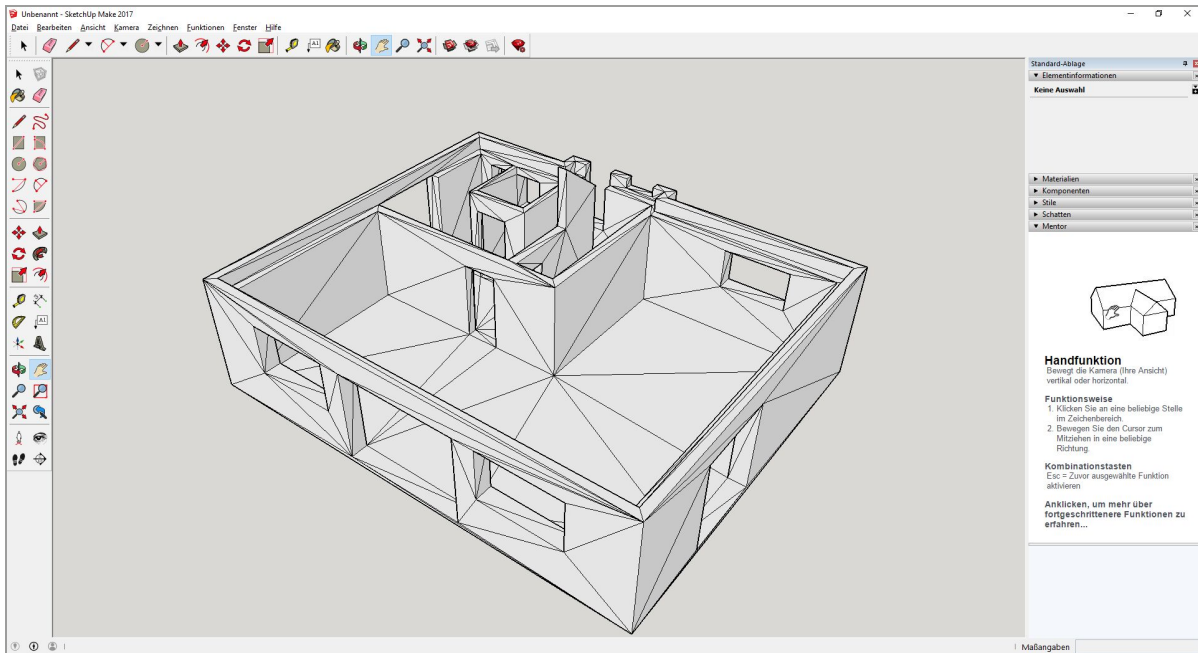 Unbenannt - SketchUp Make 2017
Datei Bearbeiten Ansicht Kamera Zeichnen Funktionen Fenster Hilfe
A1
Standard-Ablage
Elementinformationen
Keine Auswahl
Materialien
Komponenten
Stile
Schatten
Mentor
A1
Handfunktion
Bewegt die Kamera (Ihre Ansicht)
vertikal oder horizontal.
Funktionsweise
1. Klicken Sie an eine beliebige Stelle
im Zeichenbereich.
2. Bewegen Sie den Cursor zum
Mitziehen in eine beliebige
Richtung.
Kombinationstasten
Esc = Zuvor ausgewählte Funktion
aktivieren
Anklicken, um mehr über
fortgeschrittenere Funktionen zu
erfahren...
Maßangaben